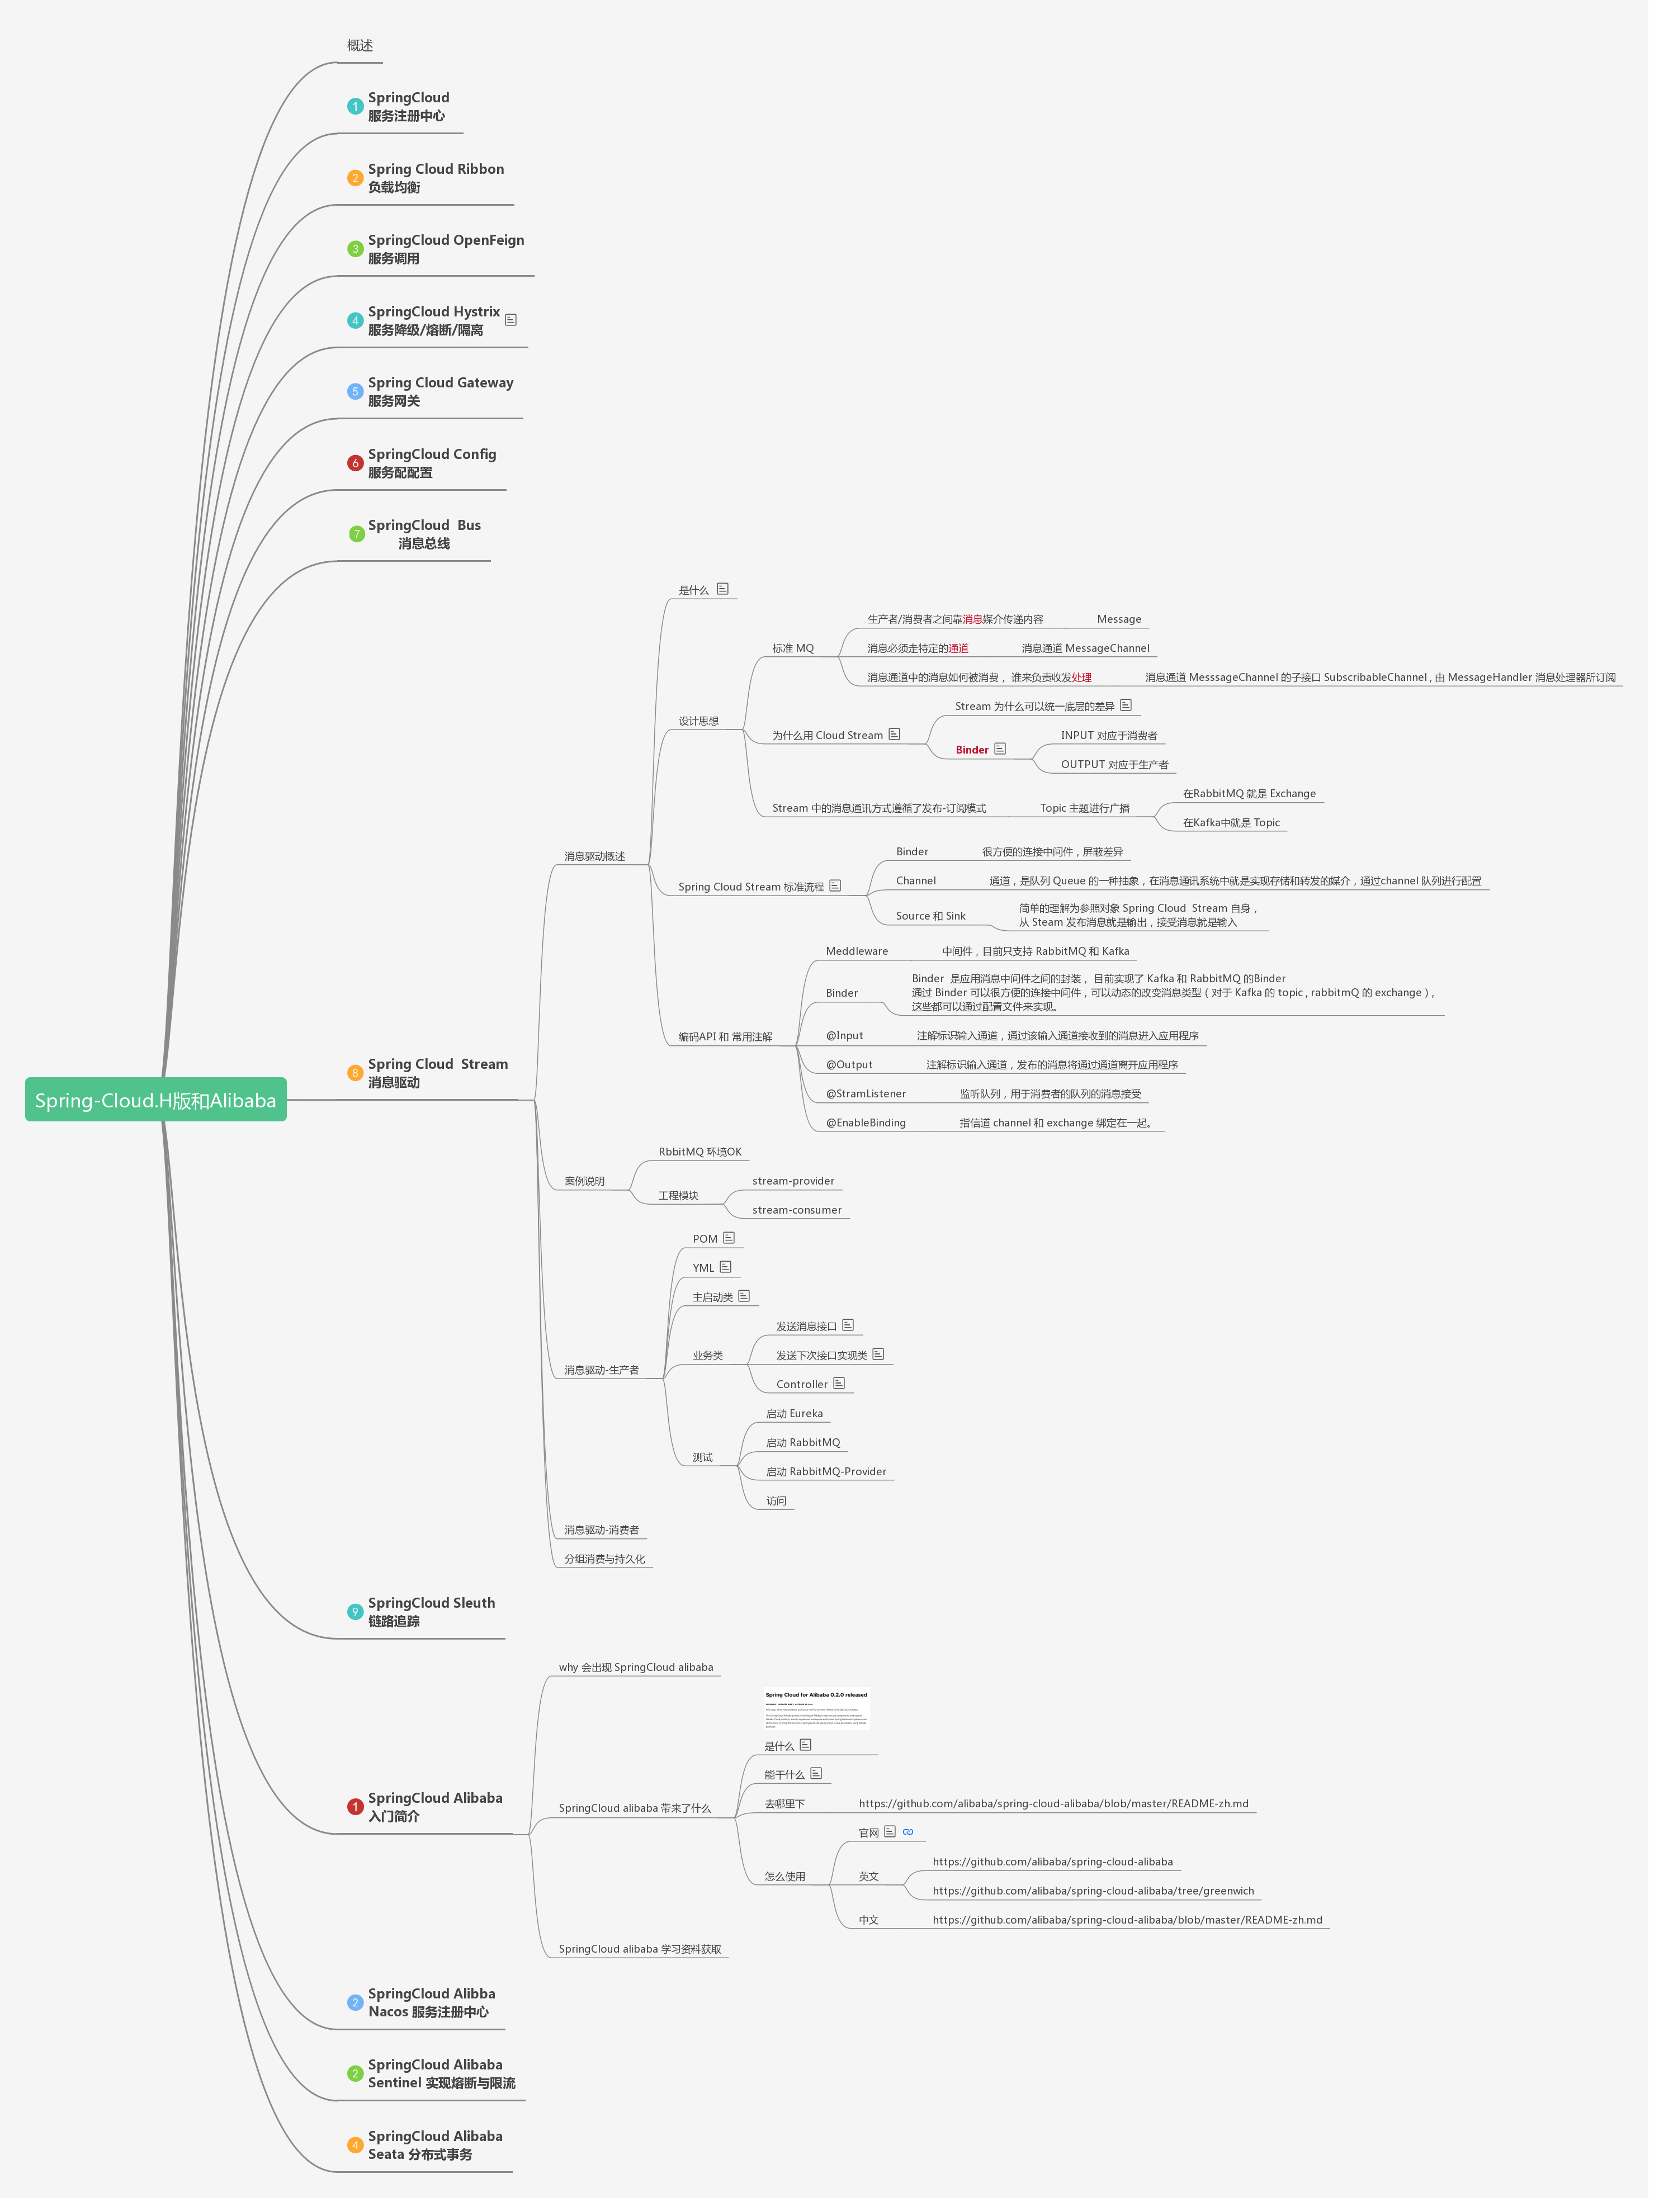 概述
1 SpringCloud
服务注册中心
2 Spring Cloud Ribbon
负载均衡
3 SpringCloud OpenFeign
服务调用
4 SpringCloud Hystrix
服务降级/熔断/隔离
5 Spring Cloud Gateway
服务网关
6 SpringCloud Config
服务配配置
7 SpringCloud  Bus
消息总线
Spring-Cloud.H版和Alibaba
8 Spring Cloud  Stream
消息驱动
消息驱动概述
是什么
设计思想
标准 MQ
生产者/消费者之间靠消息媒介传递内容
Message
消息必须走特定的通道
消息通道 MessageChannel
消息通道中的消息如何被消费 ,  谁来负责收发处理
消息通道 MesssageChannel 的子接口 SubscribableChannel , 由 MessageHandler 消息处理器所订阅
为什么用 Cloud Stream
Stream 为什么可以统一底层的差异
Binder
INPUT 对应于消费者
OUTPUT 对应于生产者
Stream 中的消息通讯方式遵循了发布-订阅模式
Topic 主题进行广播
在RabbitMQ 就是 Exchange
在Kafka中就是 Topic
Spring Cloud Stream 标准流程
Binder
很方便的连接中间件，屏蔽差异
Channel
通道，是队列 Queue 的一种抽象，在消息通讯系统中就是实现存储和转发的媒介，通过channel 队列进行配置
Source 和 Sink
简单的理解为参照对象 Spring Cloud  Stream 自身，
从 Steam 发布消息就是输出，接受消息就是输入
编码API 和 常用注解
Meddleware
中间件，目前只支持 RabbitMQ 和 Kafka
Binder
Binder  是应用消息中间件之间的封装 ,  目前实现了 Kafka 和 RabbitMQ 的Binder
通过 Binder 可以很方便的连接中间件，可以动态的改变消息类型（ 对于 Kafka 的 topic , rabbitmQ 的 exchange ) ,
这些都可以通过配置文件来实现。
@Input
注解标识输入通道，通过该输入通道接收到的消息进入应用程序
@Output
注解标识输入通道，发布的消息将通过通道离开应用程序
@StramListener
监听队列，用于消费者的队列的消息接受
@EnableBinding
指信道 channel 和 exchange 绑定在一起。
案例说明
RbbitMQ 环境OK
工程模块
stream-provider
stream-consumer
消息驱动-生产者
POM
YML
主启动类
业务类
发送消息接口
发送下次接口实现类
Controller
测试
启动 Eureka
启动 RabbitMQ
启动 RabbitMQ-Provider
访问
消息驱动-消费者
分组消费与持久化
9 SpringCloud Sleuth
链路追踪
1 SpringCloud Alibaba
入门简介
why 会出现 SpringCloud alibaba
SpringCloud alibaba 带来了什么
Spring Cloud for Alibaba 0.2.0 released
是什么
能干什么
去哪里下
https://github.com/alibaba/spring-cloud-alibaba/blob/master/README-zh.md
怎么使用
官网
英文
https://github.com/alibaba/spring-cloud-alibaba
https://github.com/alibaba/spring-cloud-alibaba/tree/greenwich
中文
https://github.com/alibaba/spring-cloud-alibaba/blob/master/README-zh.md
SpringCloud alibaba 学习资料获取
2 SpringCloud Alibba
Nacos 服务注册中心
2 SpringCloud Alibaba
Sentinel 实现熔断与限流
4 SpringCloud Alibaba
Seata 分布式事务